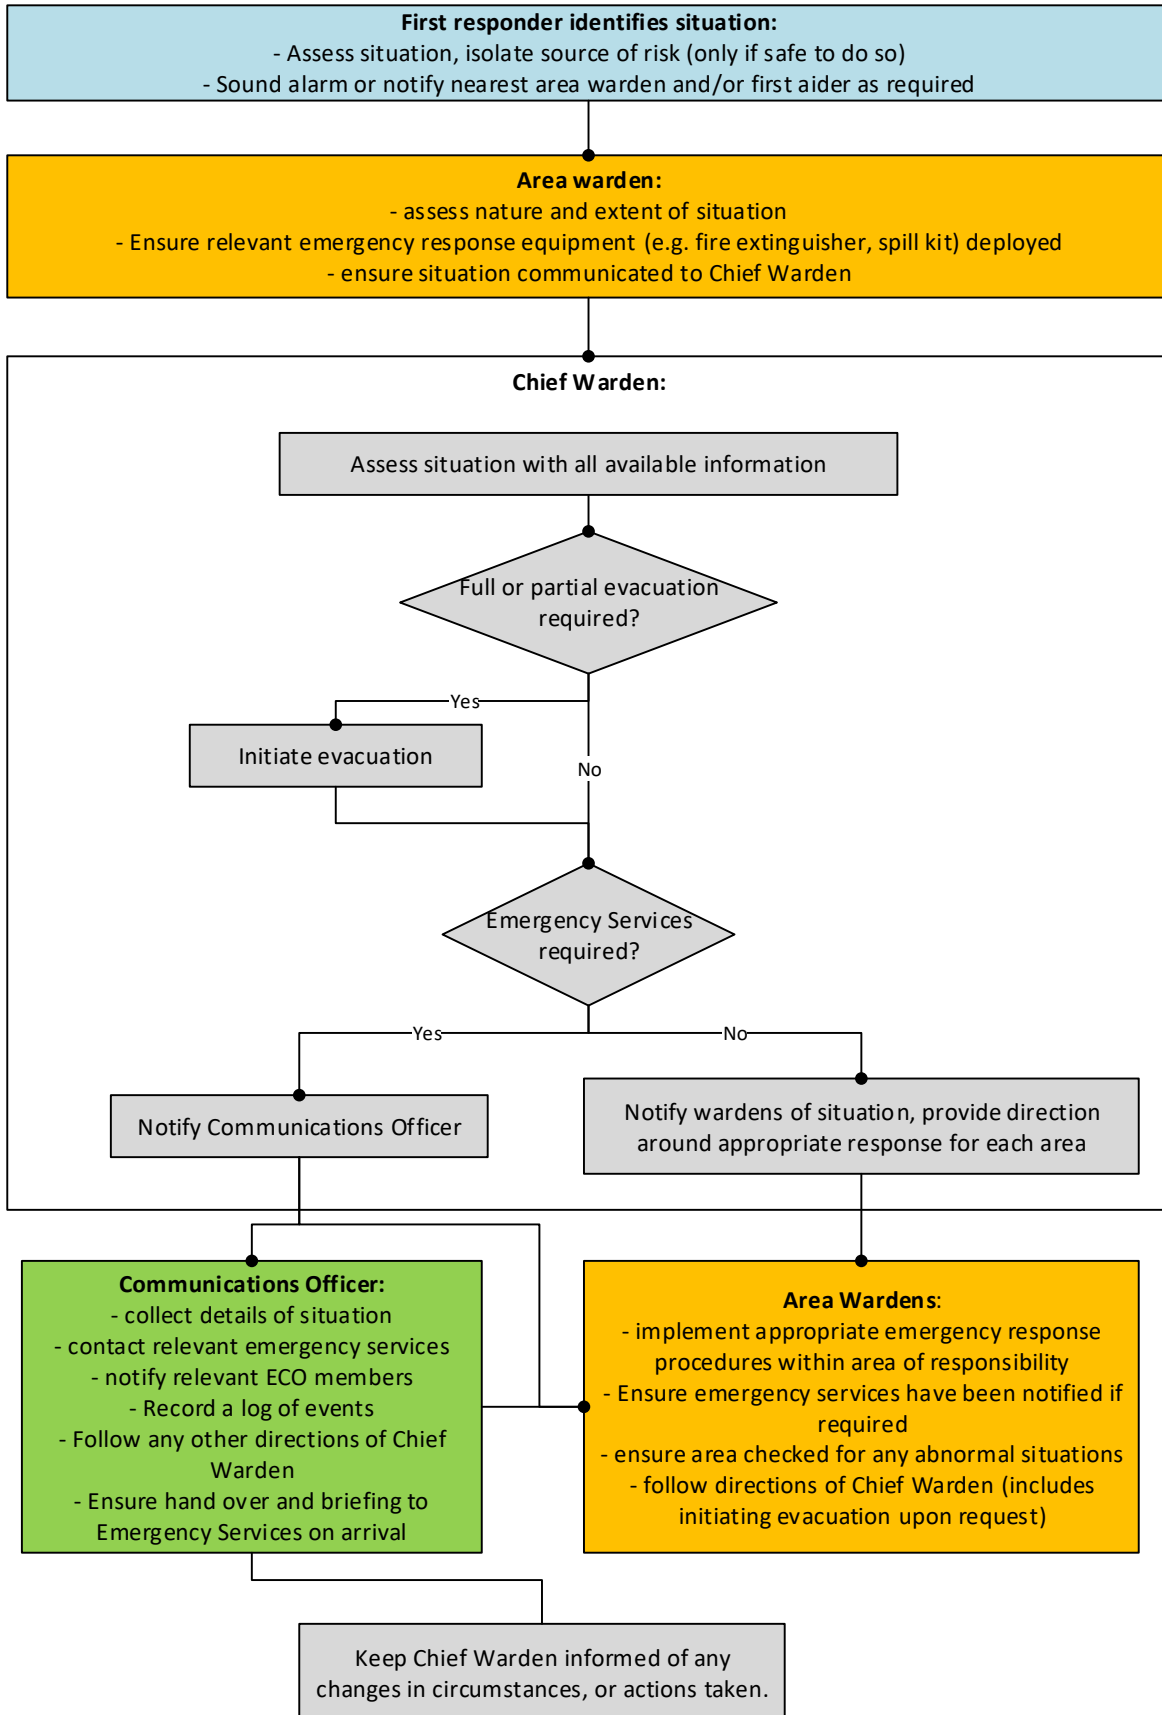 First responder identifies situation:
- Assess situation, isolate source of risk (only if safe to do so)
- Sound alarm or notify nearest area warden and/or first aider as required
Area warden:
- assess nature and extent of situation
- Ensure relevant emergency response equipment (e.g. fire extinguisher, spill kit) deployed
- ensure situation communicated to Chief Warden
Chief Warden:
Assess situation with all available information
Full or partial evacuation
required?
Yes
Initiate evacuation
No
Emergency Services
required?
Yes
No
Notify Communications Officer
Notify wardens of situation, provide direction
around appropriate response for each area
Communications Officer:
- collect details of situation
- contact relevant emergency services
- notify relevant ECO members
- Record a log of events
- Follow any other directions of Chief
Warden
- Ensure hand over and briefing to
Emergency Services on arrival
Area Wardens:
- implement appropriate emergency response
procedures within area of responsibility
- Ensure emergency services have been notified if
required
- ensure area checked for any abnormal situations
- follow directions of Chief Warden (includes
initiating evacuation upon request)
Keep Chief Warden informed of any
changes in circumstances, or actions taken.